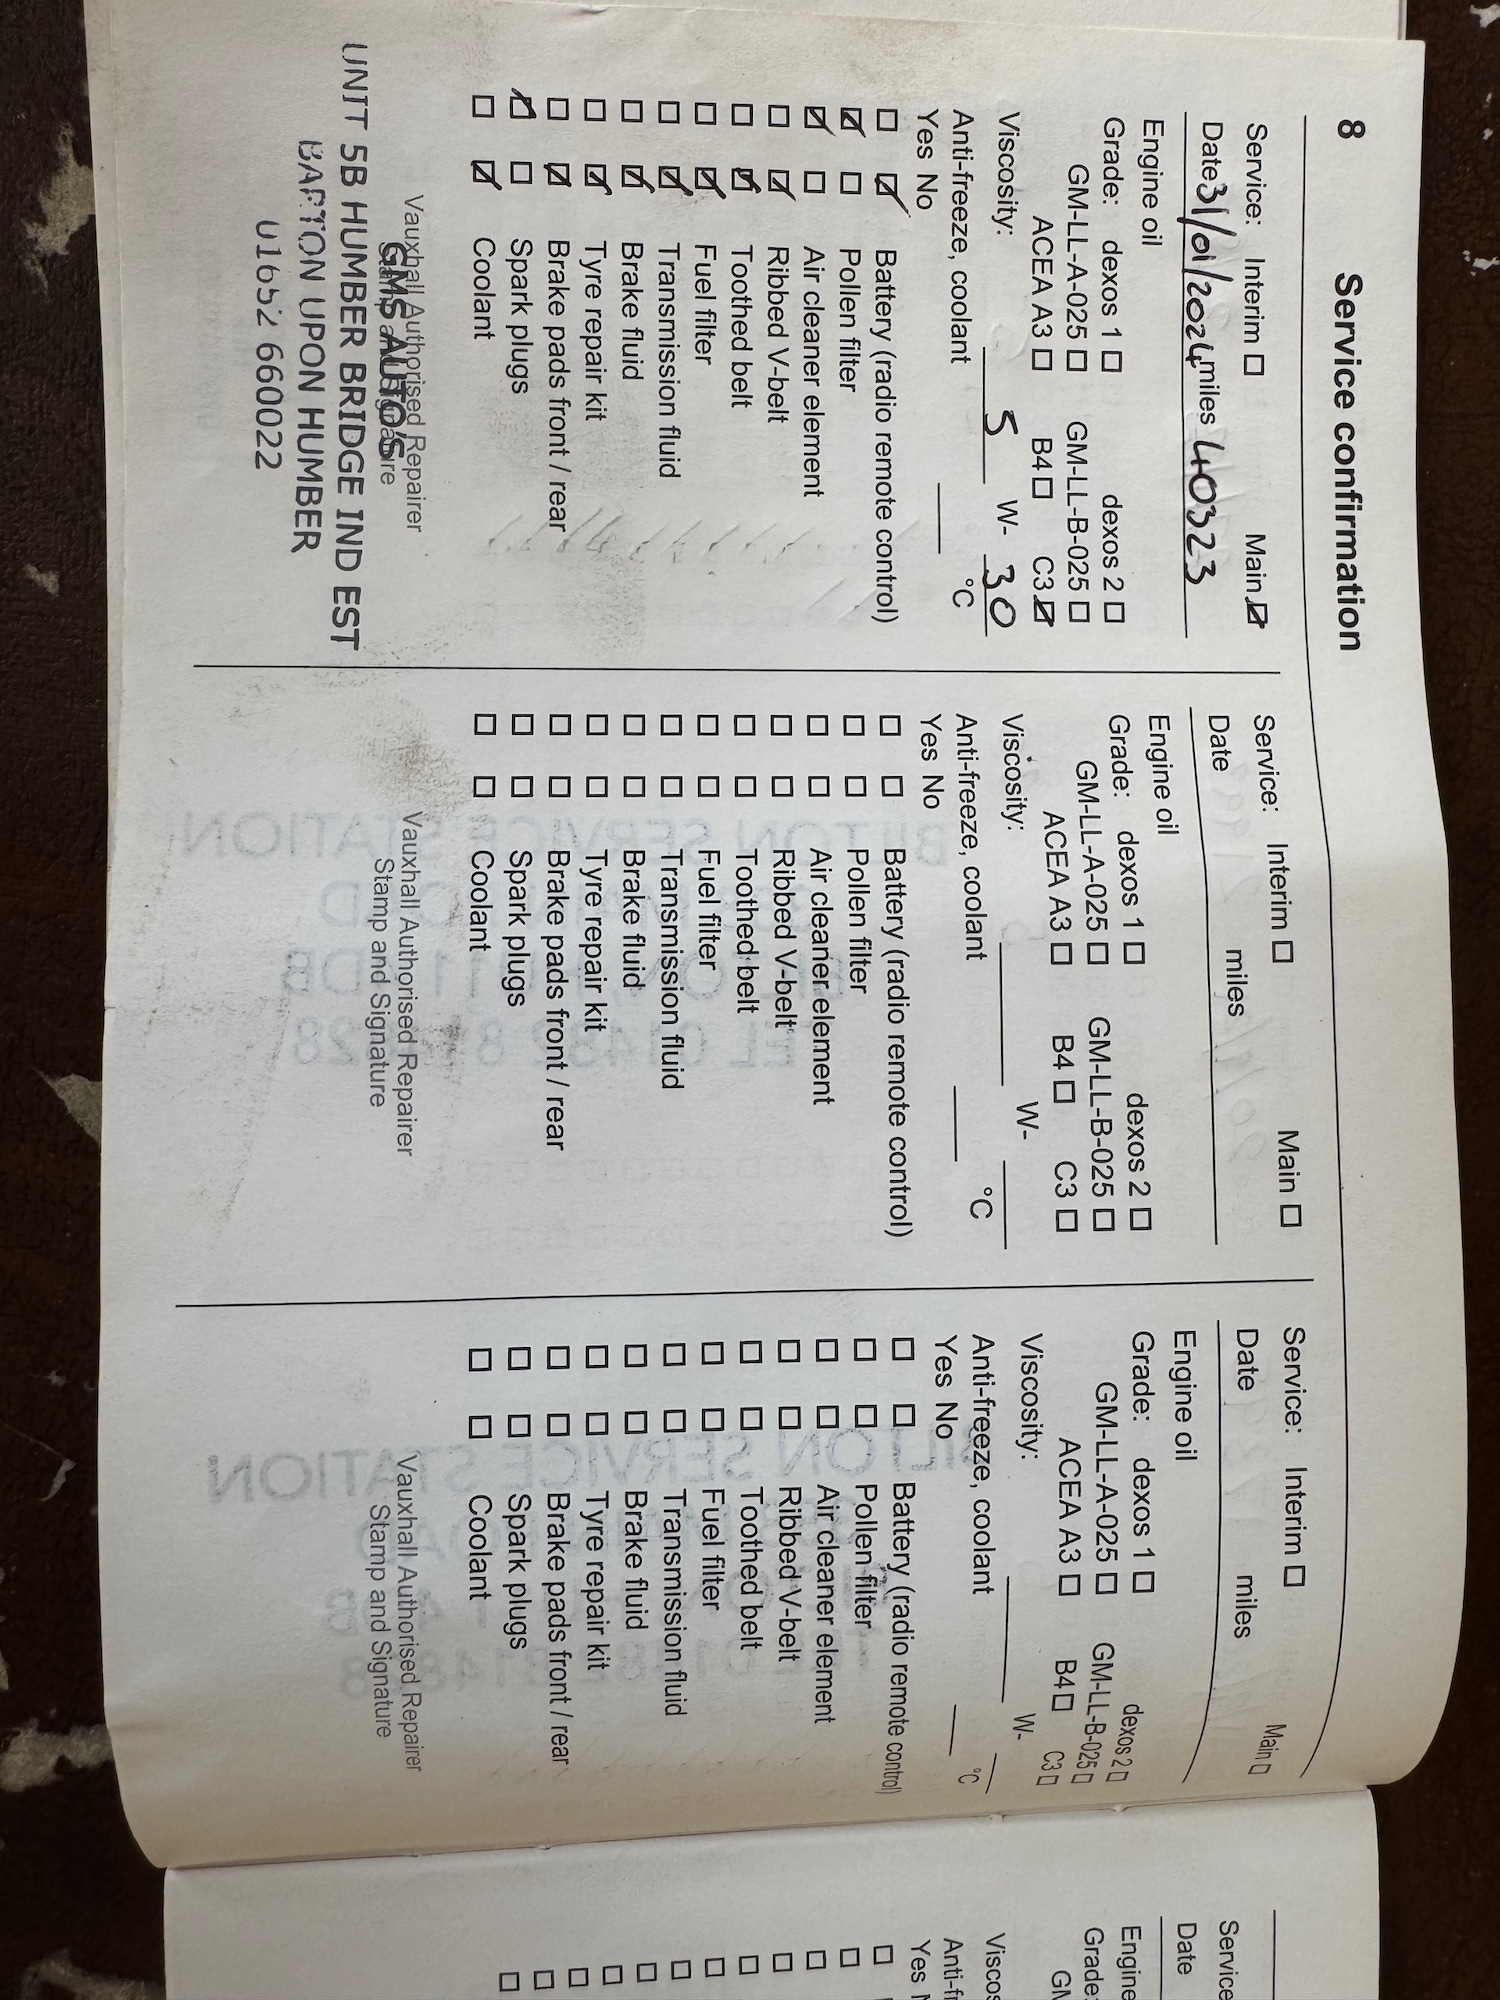 8 Service confirmation
Service: Interim ☐ Main ☑
Date 31/01/2024 miles 40323
Engine oil
Grade: dexos 1 ☐ dexos 2 ☐
GM-LL-A-025 ☐ GM-LL-B-025 ☐
ACEA A3 ☐ B4 ☐ C3 ☑
Viscosity: 5 W- 30
Anti-freeze, coolant °C
Yes No
☐ ☑ Battery (radio remote control)
☑ ☐ Pollen filter
☑ ☐ Air cleaner element
☐ ☑ Ribbed V-belt
☐ ☑ Toothed belt
☐ ☑ Fuel filter
☐ ☑ Transmission fluid
☐ ☑ Brake fluid
☐ ☑ Tyre repair kit
☐ ☑ Brake pads front / rear
☑ ☐ Spark plugs
☐ ☑ Coolant
Vauxhall Authorised Repairer
GMS AUTO'S
UNIT 5B HUMBER BRIDGE IND EST
BARTON UPON HUMBER
01652 660022
Service: Interim ☐ Main ☐
Date miles
Engine oil
Grade: dexos 1 ☐ dexos 2 ☐
GM-LL-A-025 ☐ GM-LL-B-025 ☐
ACEA A3 ☐ B4 ☐ C3 ☐
Viscosity: W-
Anti-freeze, coolant °C
Yes No
☐ ☐ Battery (radio remote control)
☐ ☐ Pollen filter
☐ ☐ Air cleaner element
☐ ☐ Ribbed V-belt
☐ ☐ Toothed belt
☐ ☐ Fuel filter
☐ ☐ Transmission fluid
☐ ☐ Brake fluid
☐ ☐ Tyre repair kit
☐ ☐ Brake pads front / rear
☐ ☐ Spark plugs
☐ ☐ Coolant
Vauxhall Authorised Repairer
Stamp and Signature
Service: Interim ☐ Main ☐
Date miles
Engine oil
Grade: dexos 1 ☐ dexos 2 ☐
GM-LL-A-025 ☐ GM-LL-B-025 ☐
ACEA A3 ☐ B4 ☐ C3 ☐
Viscosity: W-
Anti-freeze, coolant °C
Yes No
☐ ☐ Battery (radio remote control)
☐ ☐ Pollen filter
☐ ☐ Air cleaner element
☐ ☐ Ribbed V-belt
☐ ☐ Toothed belt
☐ ☐ Fuel filter
☐ ☐ Transmission fluid
☐ ☐ Brake fluid
☐ ☐ Tyre repair kit
☐ ☐ Brake pads front / rear
☐ ☐ Spark plugs
☐ ☐ Coolant
Vauxhall Authorised Repairer
Stamp and Signature
Service
Date
Engine
Grade:
GM
Yes